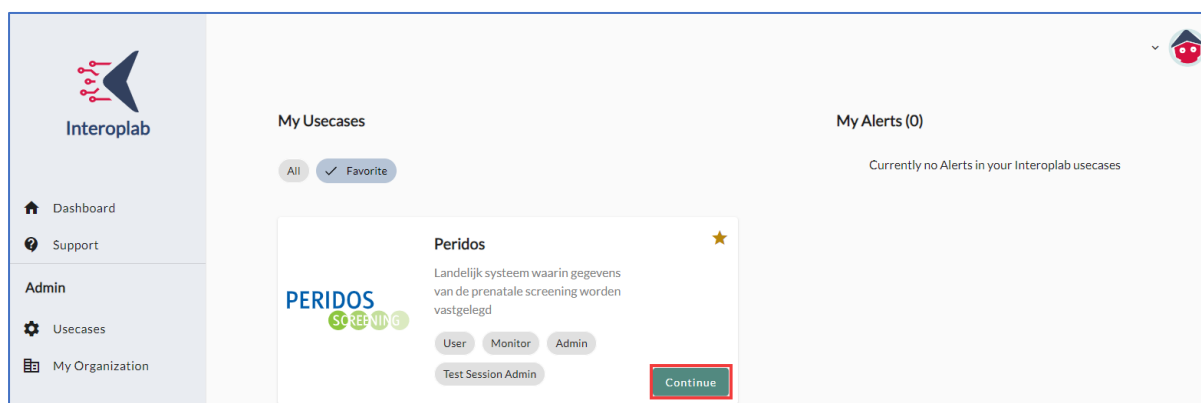 Interoplab
Dashboard
Support
Admin
Usecases
My Organization
My Usecases
All
Favorite
PERIDOS
SCREENING
Peridos
Landelijk systeem waarin gegevens
van de prenatale screening worden
vastgelegd
User Monitor Admin
Test Session Admin
Continue
My Alerts (0)
Currently no Alerts in your Interoplab usecases